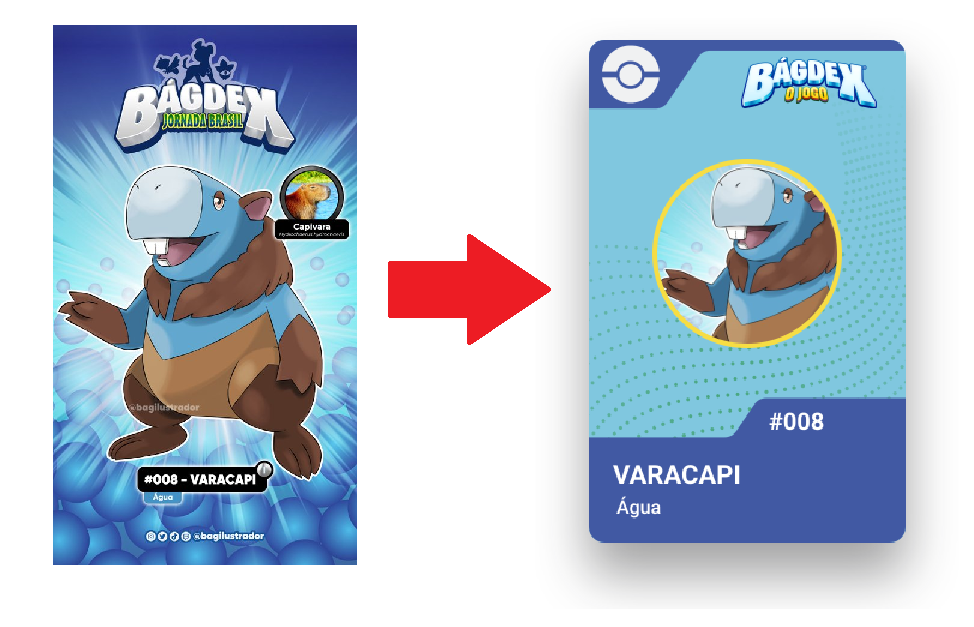 BÁGDEX
JORNADA BRASIL
Capivara
Hydrochoerus hydrochaeris
@bagilustrador
#008 - VARACAPI
Água
@bagilustrador
BÁGDEX
O JOGO
#008
VARACAPI
Água